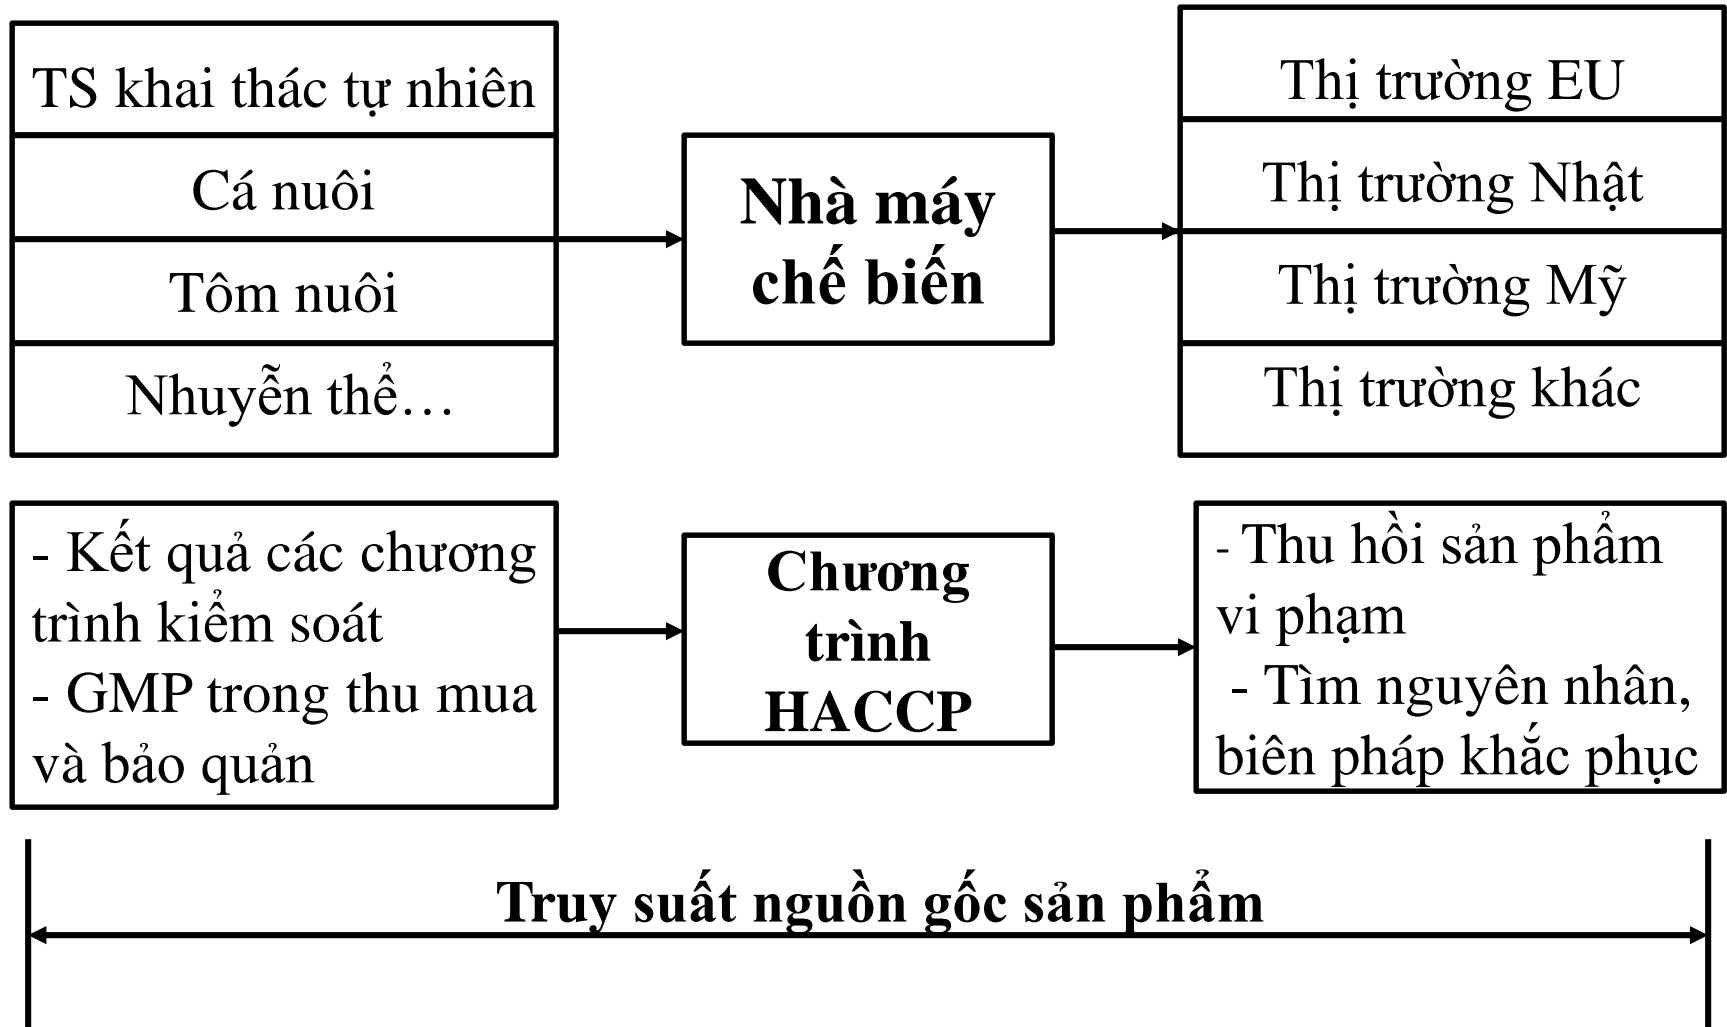 TS khai thác tự nhiên
Cá nuôi
Tôm nuôi
Nhuyễn thể…
Nhà máy
chế biến
Thị trường EU
Thị trường Nhật
Thị trường Mỹ
Thị trường khác
- Kết quả các chương
trình kiểm soát
- GMP trong thu mua
và bảo quản
Chương
trình
HACCP
- Thu hồi sản phẩm
vi phạm
- Tìm nguyên nhân,
biên pháp khắc phục
Truy suất nguồn gốc sản phẩm